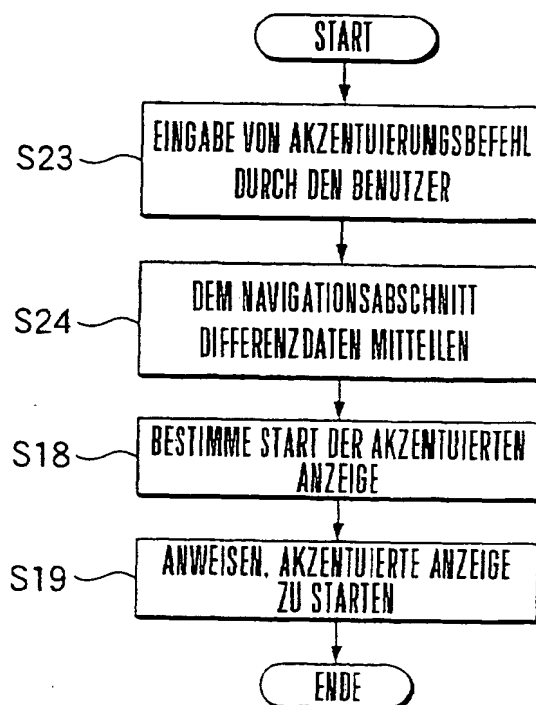 START
S23
EINGABE VON AKZENTUIERUNGSBEFEHL
DURCH DEN BENUTZER
S24
DEM NAVIGATIONSABSCHNITT
DIFFERENZDATEN MITTEILEN
S18
BESTIMME START DER AKZENTUIERTEN
ANZEIGE
S19
ANWEISEN, AKZENTUIERTE ANZEIGE
ZU STARTEN
ENDE